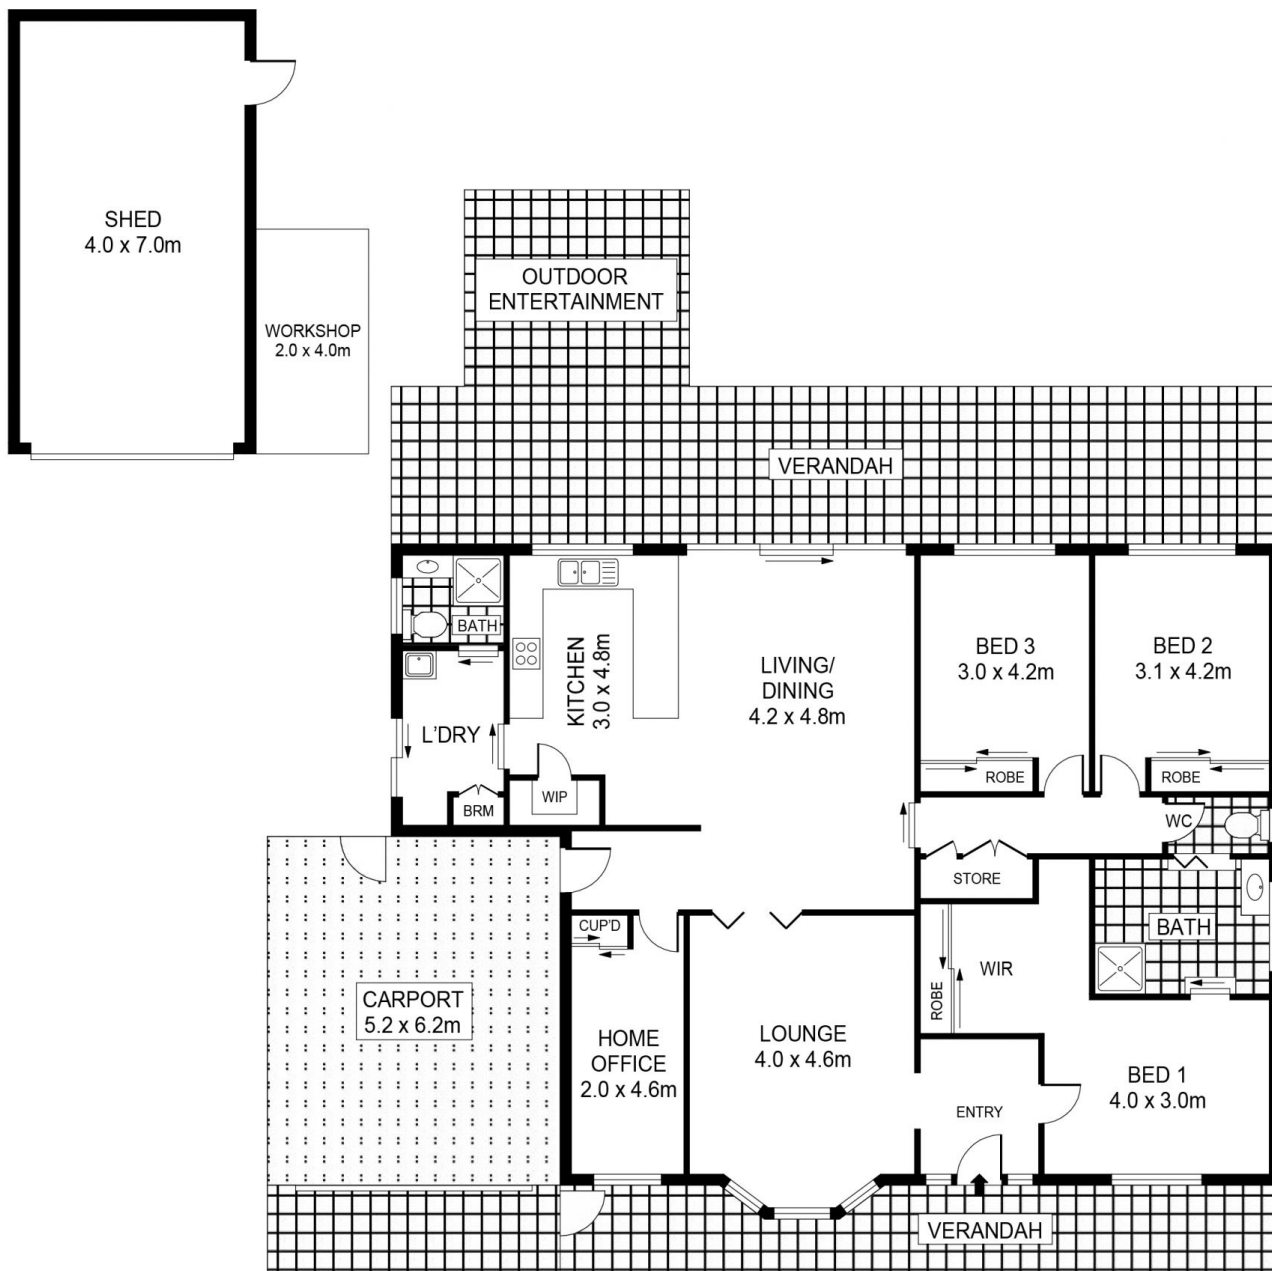 SHED
4.0 x 7.0m
WORKSHOP
2.0 x 4.0m
OUTDOOR
ENTERTAINMENT
VERANDAH
BATH
L'DRY
BRM
KITCHEN
3.0 x 4.8m
WIP
LIVING/
DINING
4.2 x 4.8m
BED 3
3.0 x 4.2m
ROBE
BED 2
3.1 x 4.2m
ROBE
WC
STORE
BATH
WIR
ROBE
CARPORT
5.2 x 6.2m
CUP'D
HOME
OFFICE
2.0 x 4.6m
LOUNGE
4.0 x 4.6m
ENTRY
BED 1
4.0 x 3.0m
VERANDAH